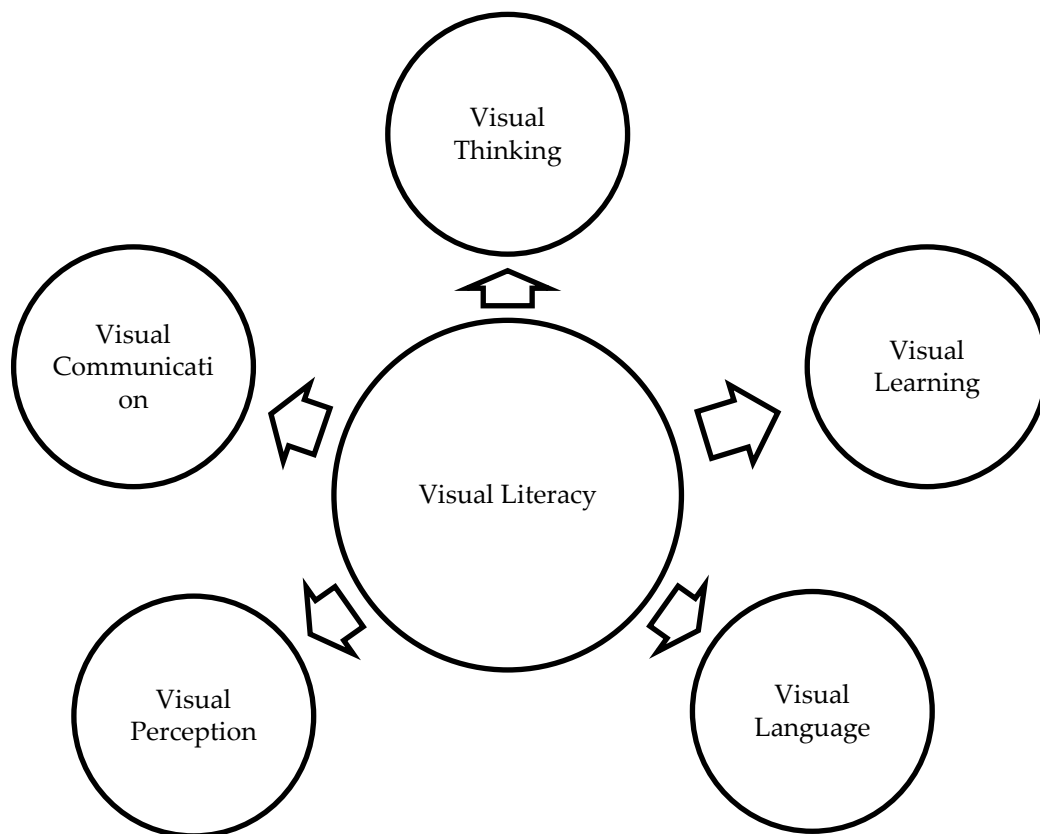 Visual
Thinking
Visual
Communicati
on
Visual
Learning
Visual Literacy
Visual
Perception
Visual
Language